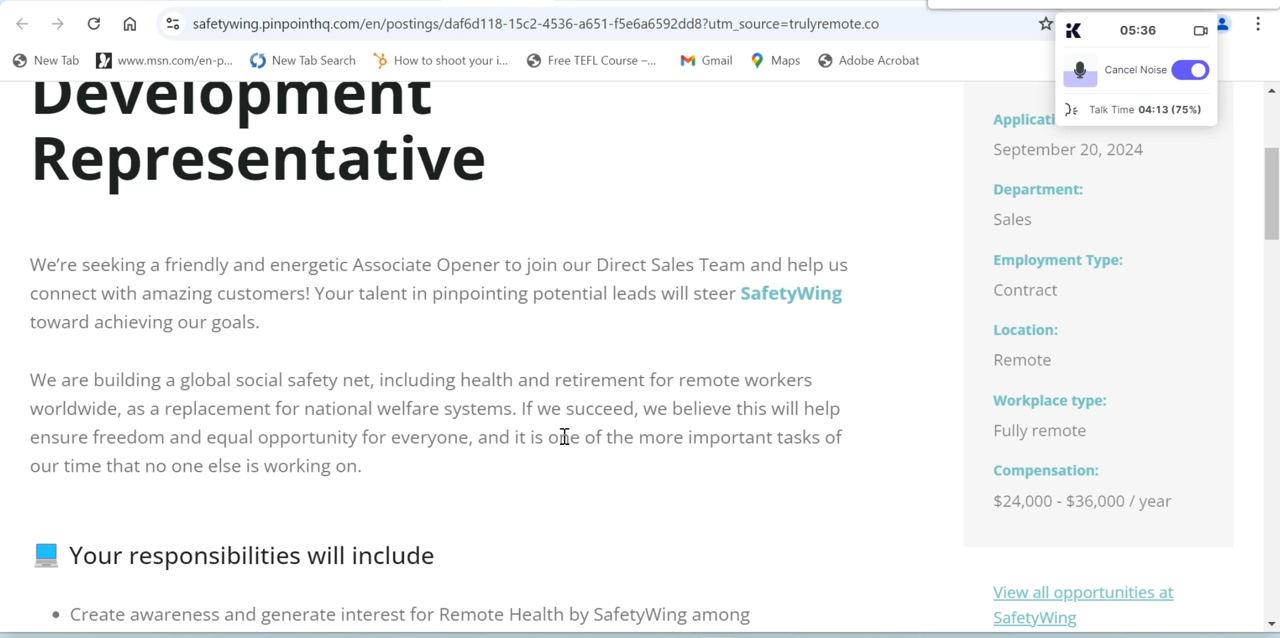 safetywing.pinpointhq.com/en/postings/daf6d118-15c2-4536-a651-f5e6a6592dd8?utm_source=trulyremote.co
05:36
New Tab
www.msn.com/en-p...
New Tab Search
How to shoot your i...
Free TEFL Course –...
Gmail
Maps
Adobe Acrobat
Cancel Noise
Talk Time 04:13 (75%)
Development
Representative
We’re seeking a friendly and energetic Associate Opener to join our Direct Sales Team and help us
connect with amazing customers! Your talent in pinpointing potential leads will steer SafetyWing
toward achieving our goals.
We are building a global social safety net, including health and retirement for remote workers
worldwide, as a replacement for national welfare systems. If we succeed, we believe this will help
ensure freedom and equal opportunity for everyone, and it is one of the more important tasks of
our time that no one else is working on.
Your responsibilities will include
Create awareness and generate interest for Remote Health by SafetyWing among
September 20, 2024
Department:
Sales
Employment Type:
Contract
Location:
Remote
Workplace type:
Fully remote
Compensation:
$24,000 - $36,000 / year
View all opportunities at
SafetyWing